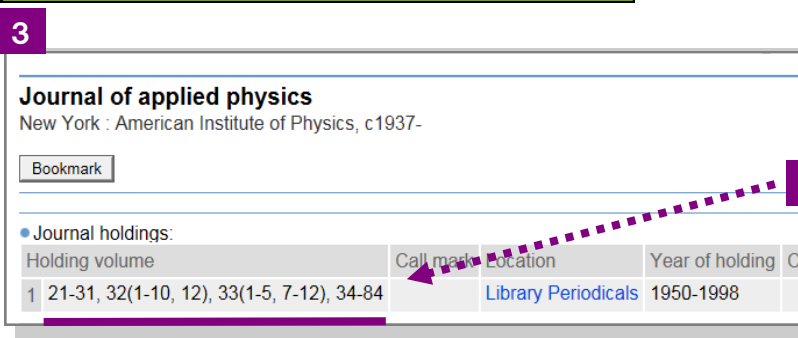 3
Journal of applied physics
New York : American Institute of Physics, c1937-
Bookmark
Journal holdings:
Holding volume Call mark Location Year of holding C
1 21-31, 32(1-10, 12), 33(1-5, 7-12), 34-84 Library Periodicals 1950-1998